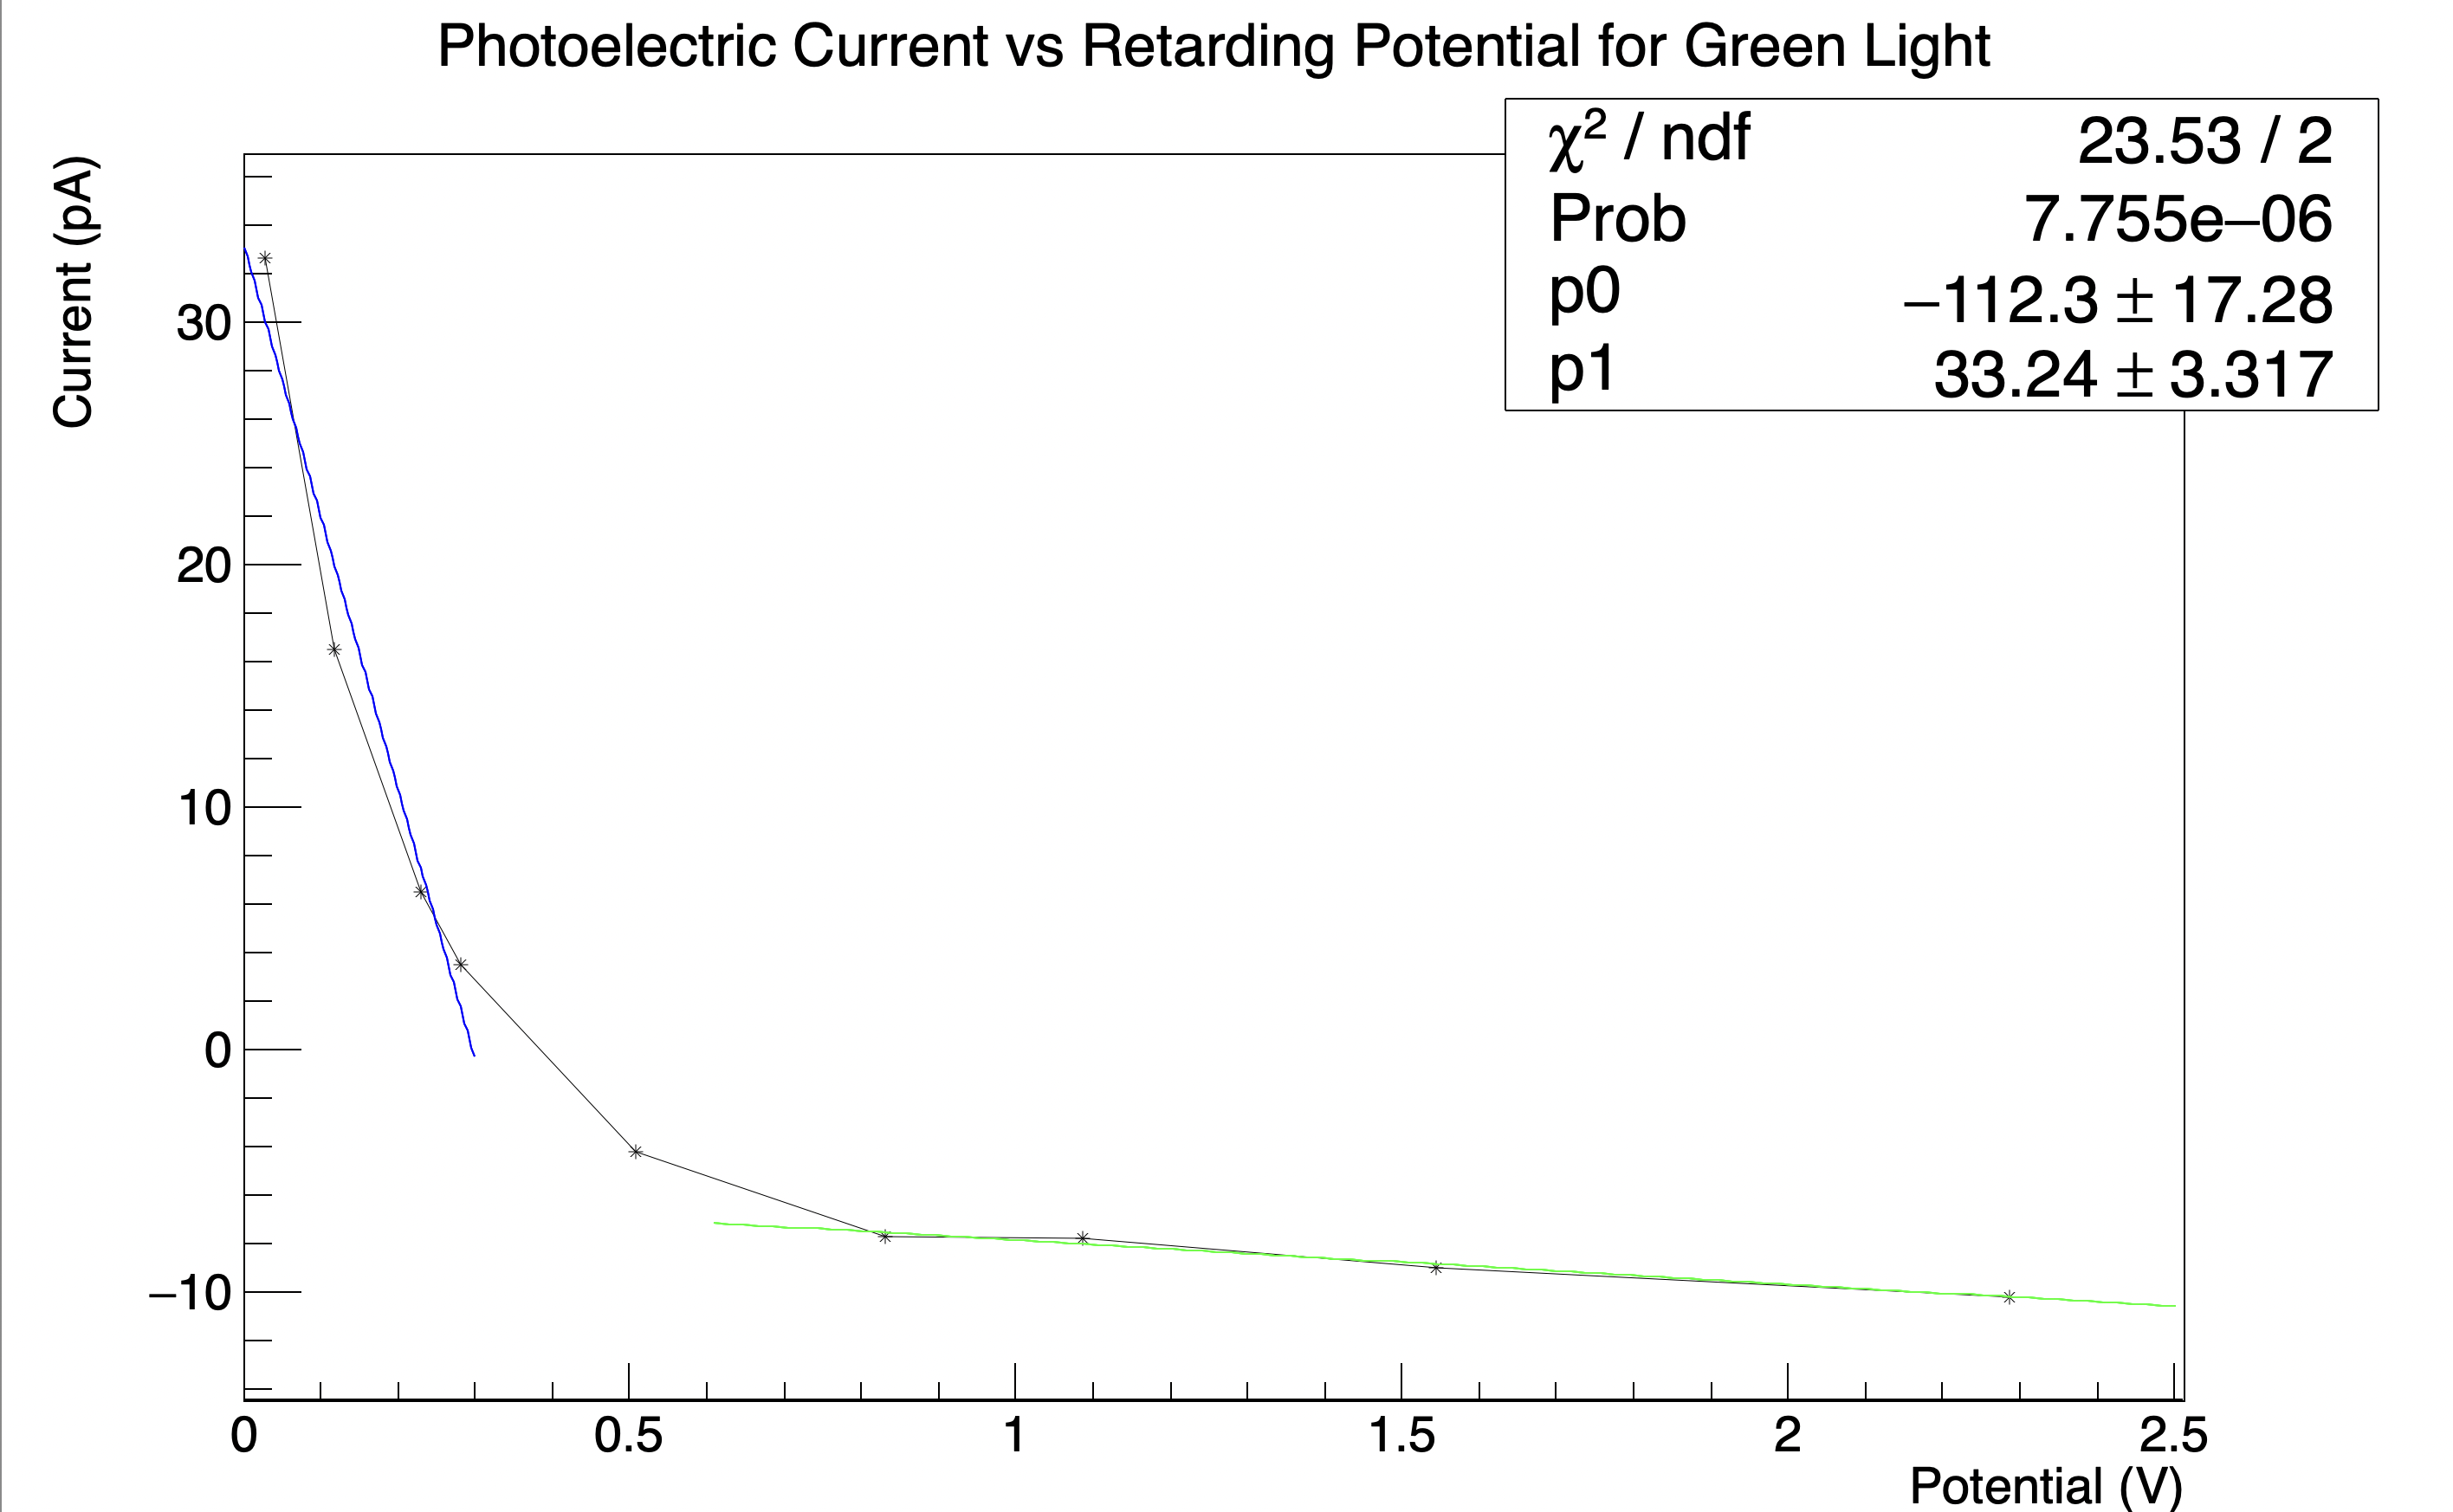 Photoelectric Current vs Retarding Potential for Green Light
χ² / ndf 23.53 / 2
Prob 7.755e−06
p0 −112.3 ± 17.28
p1 33.24 ± 3.317
Current (pA)
30
20
10
0
−10
0 0.5 1 1.5 2 2.5
Potential (V)